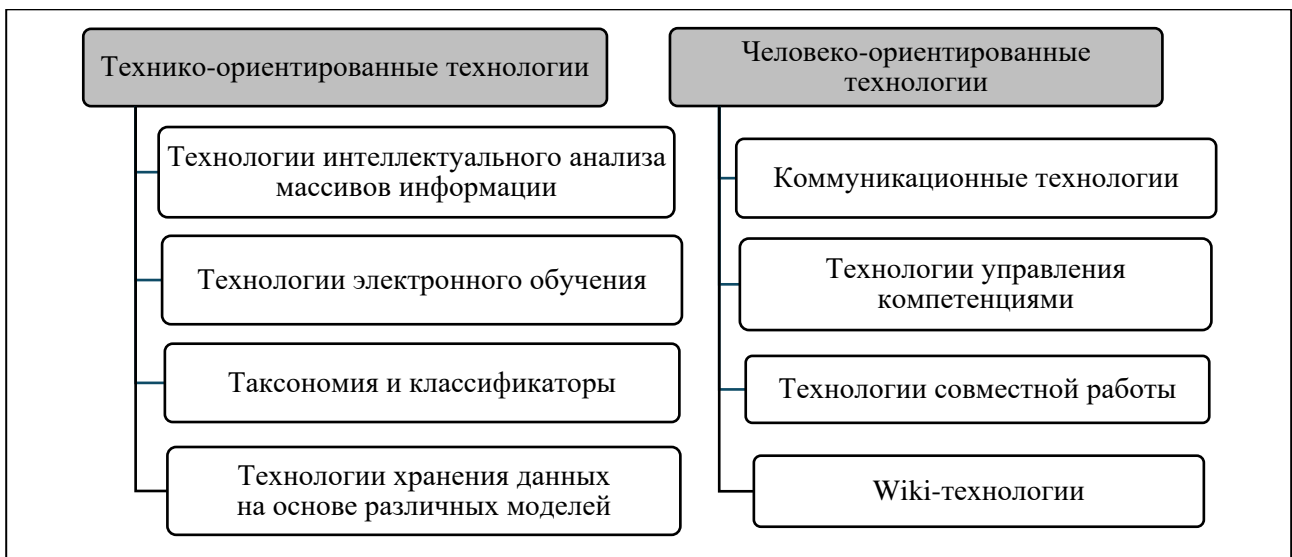 Технико-ориентированные технологии
Технологии интеллектуального анализа
массивов информации
Технологии электронного обучения
Таксономия и классификаторы
Технологии хранения данных
на основе различных моделей
Человеко-ориентированные
технологии
Коммуникационные технологии
Технологии управления
компетенциями
Технологии совместной работы
Wiki-технологии